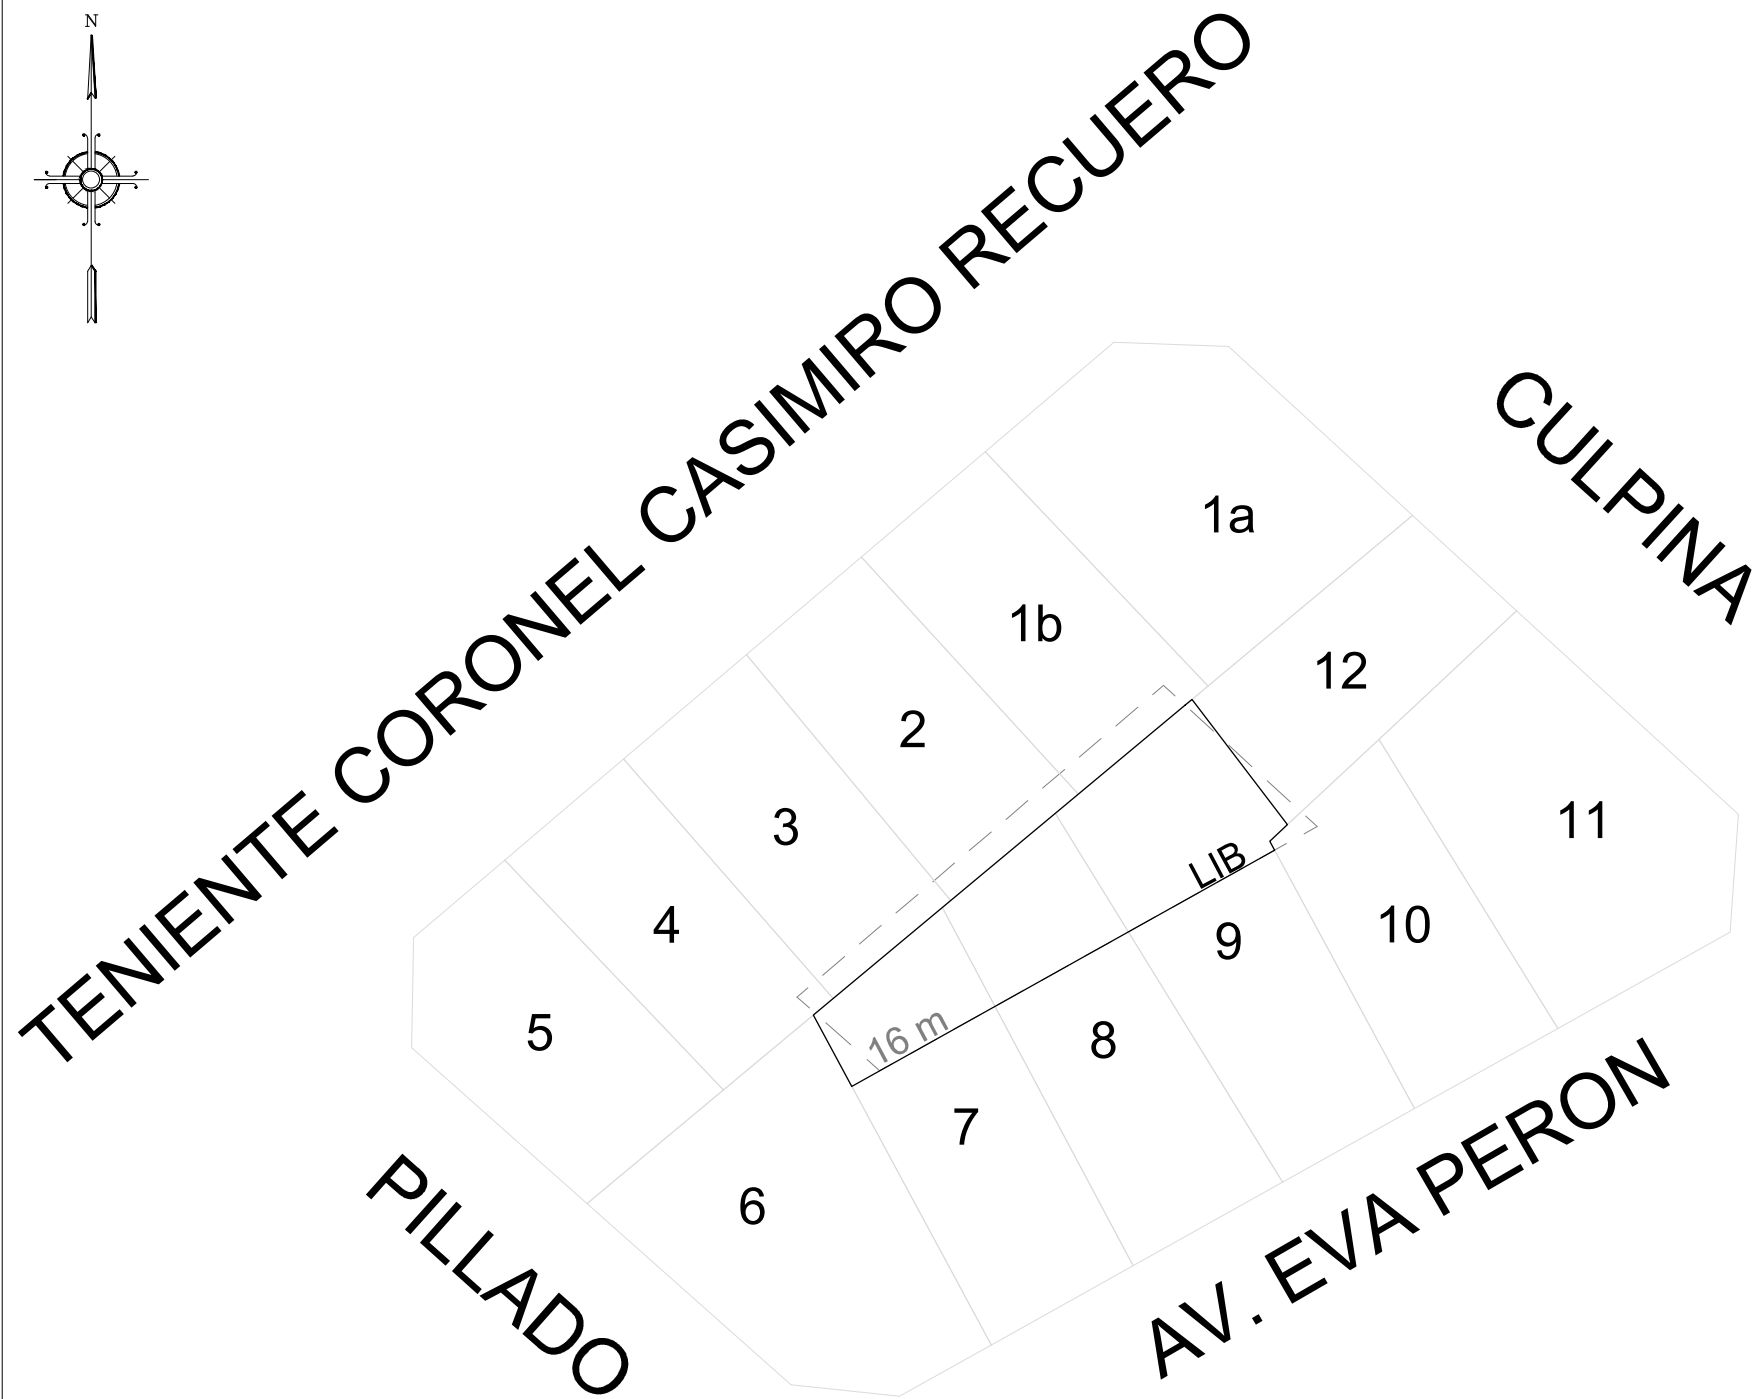 N
TENIENTE CORONEL CASIMIRO RECUERO
CULPINA
1a
1b
12
2
3
11
LIB
4
9
10
5
16 m
8
7
6
PILLADO
AV. EVA PERON